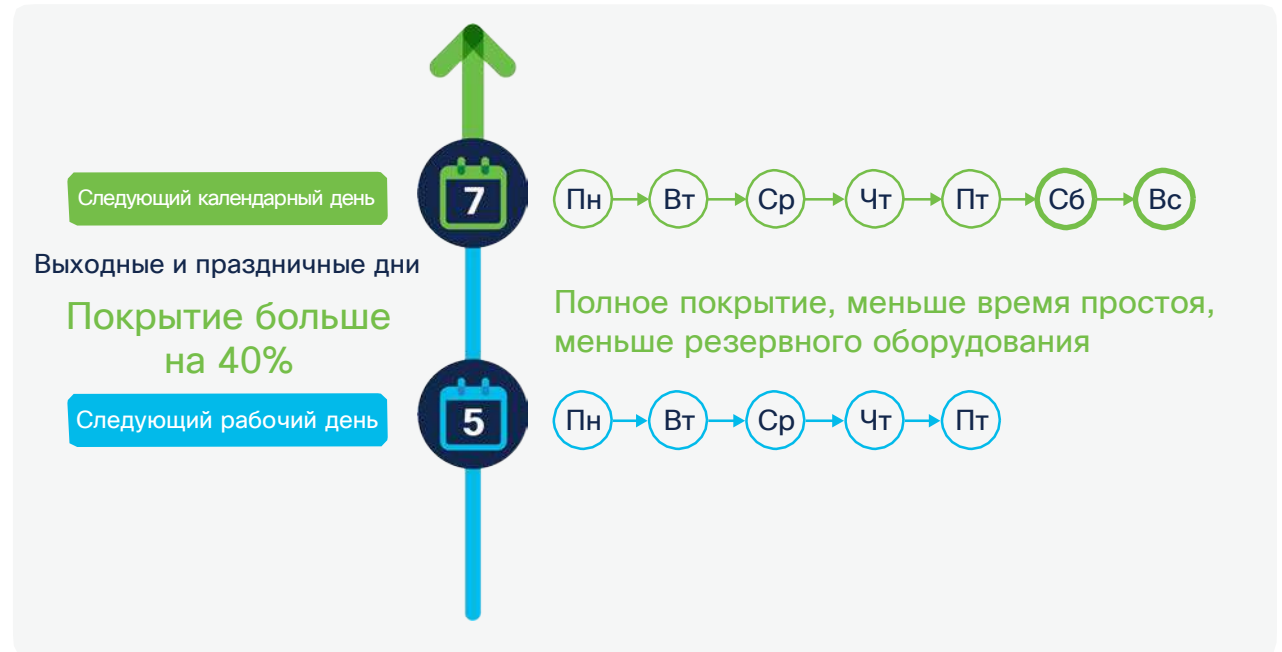 Следующий календарный день
7
Пн Вт Ср Чт Пт Сб Вс
Выходные и праздничные дни
Покрытие больше
на 40%
Полное покрытие, меньше время простоя,
меньше резервного оборудования
Следующий рабочий день
5
Пн Вт Ср Чт Пт